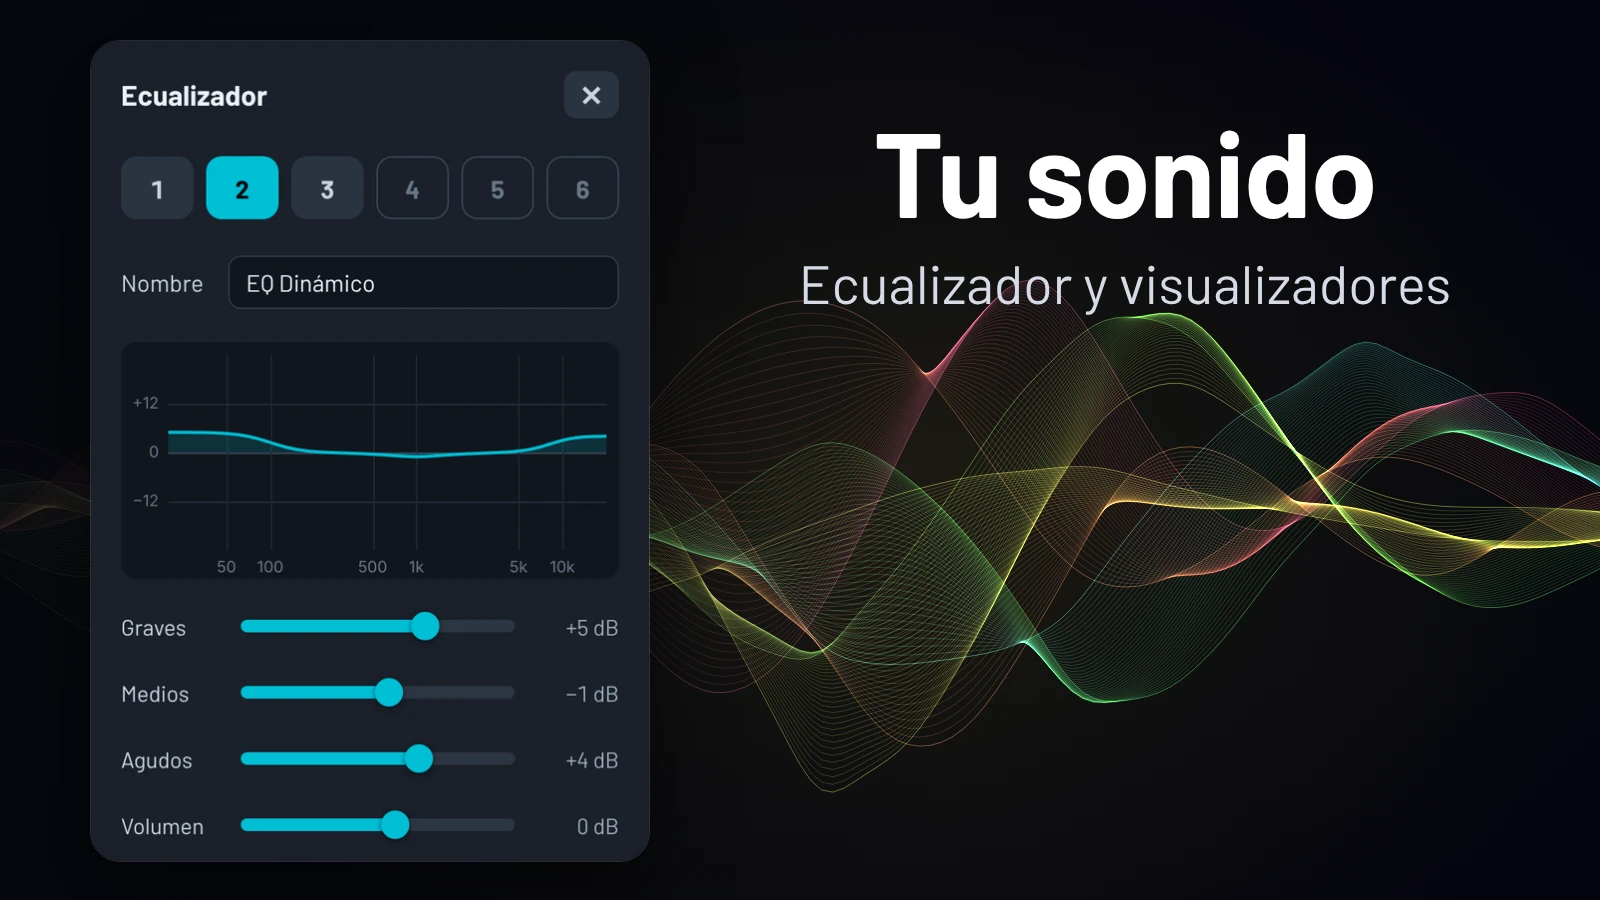 Ecualizador
✕
1 2 3 4 5 6
Nombre EQ Dinámico
+12
0
−12
50 100 500 1k 5k 10k
Graves +5 dB
Medios −1 dB
Agudos +4 dB
Volumen 0 dB
Tu sonido
Ecualizador y visualizadores